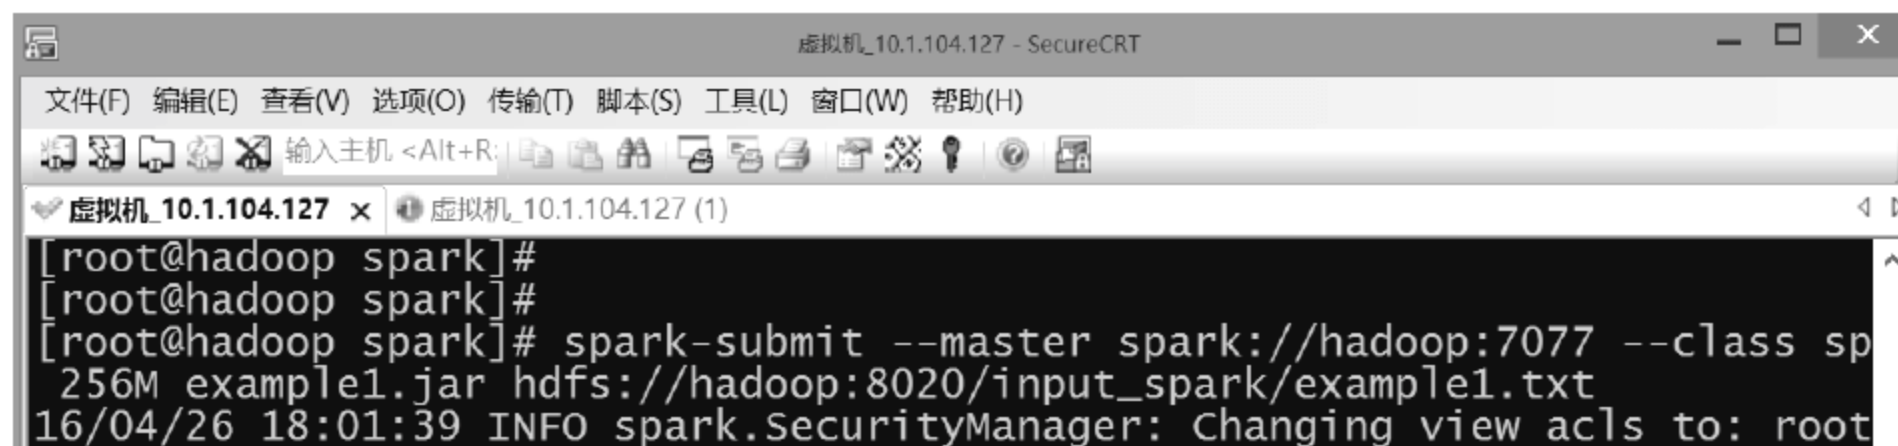 虚拟机_10.1.104.127 - SecureCRT
文件(F) 编辑(E) 查看(V) 选项(O) 传输(T) 脚本(S) 工具(L) 窗口(W) 帮助(H)
输入主机 <Alt+R
虚拟机_10.1.104.127 虚拟机_10.1.104.127 (1)
[root@hadoop spark]#
[root@hadoop spark]#
[root@hadoop spark]# spark-submit --master spark://hadoop:7077 --class sp
256M example1.jar hdfs://hadoop:8020/input_spark/example1.txt
16/04/26 18:01:39 INFO spark.SecurityManager: Changing view acls to: root